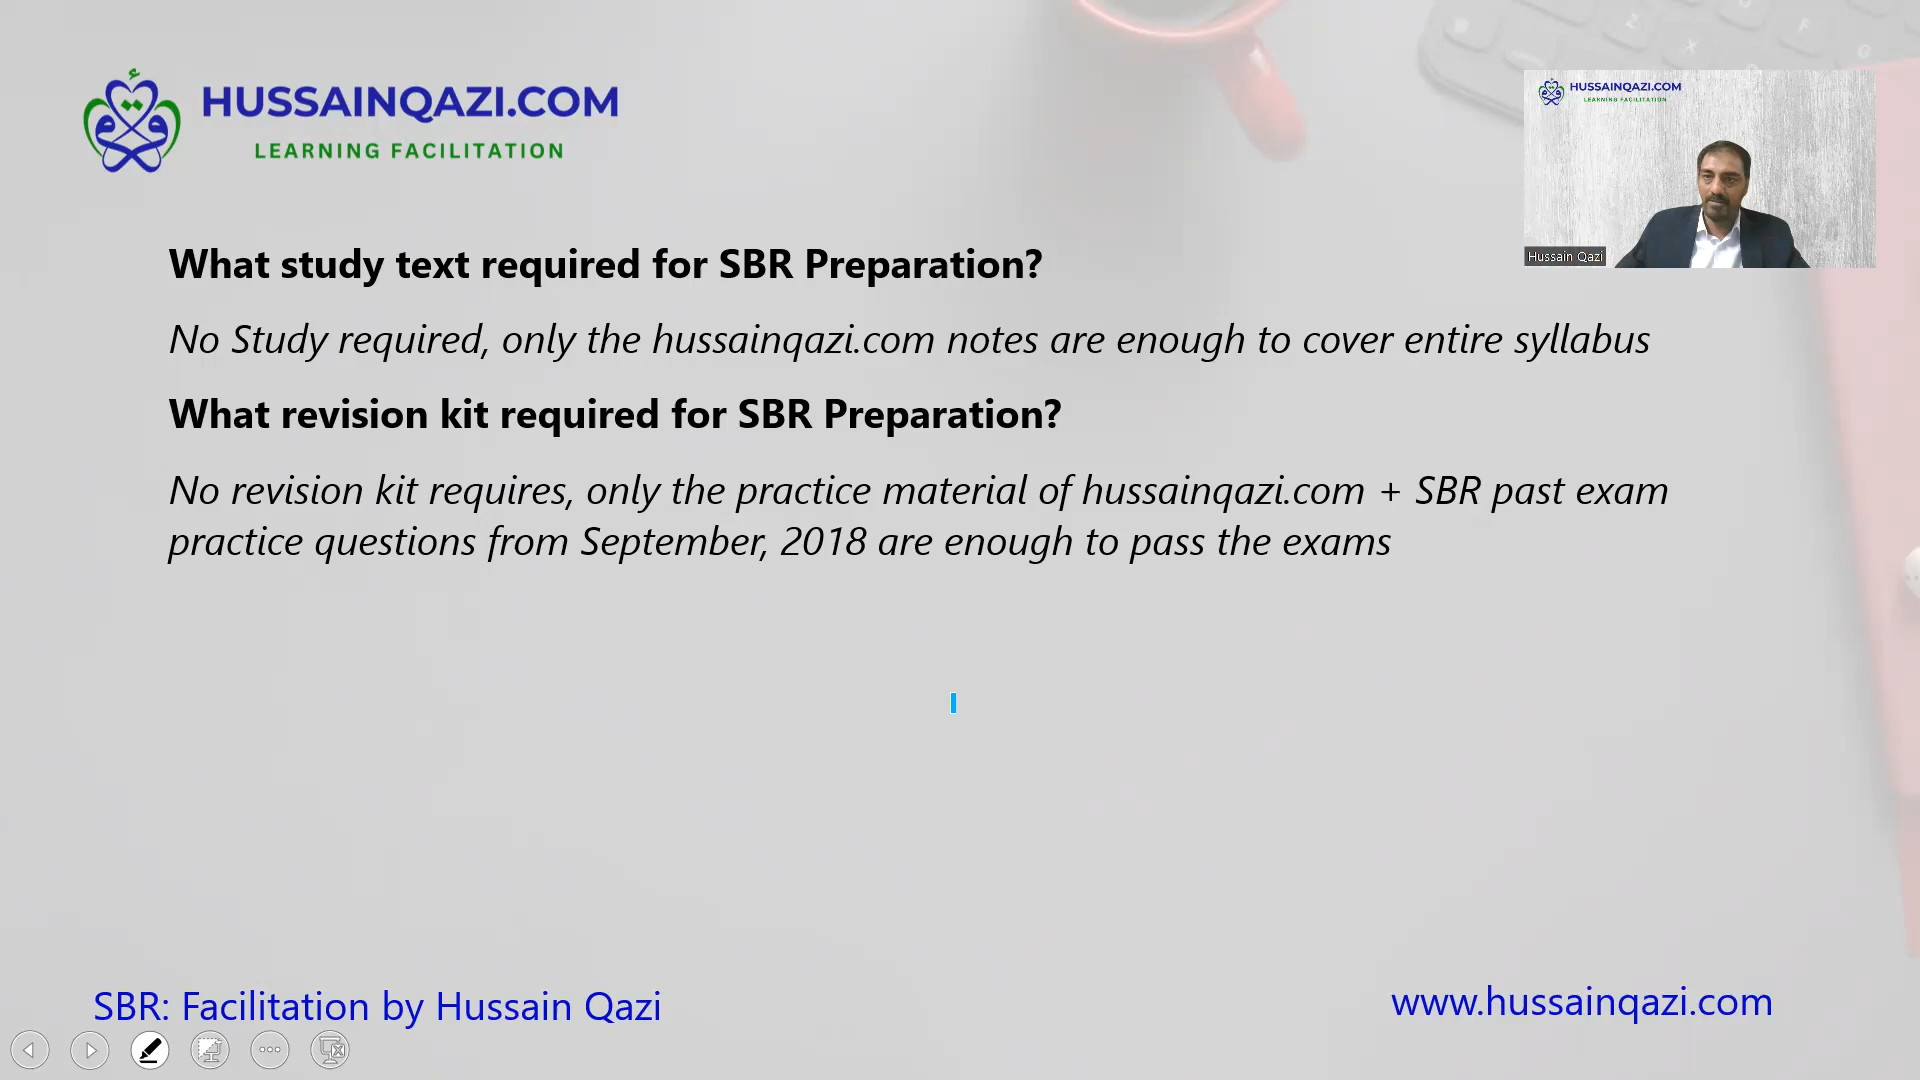 HUSSAINQAZI.COM
LEARNING FACILITATION
HUSSAINQAZI.COM
LEARNING FACILITATION
Hussain Qazi
What study text required for SBR Preparation?
No Study required, only the hussainqazi.com notes are enough to cover entire syllabus
What revision kit required for SBR Preparation?
No revision kit requires, only the practice material of hussainqazi.com + SBR past exam
practice questions from September, 2018 are enough to pass the exams
SBR: Facilitation by Hussain Qazi
www.hussainqazi.com